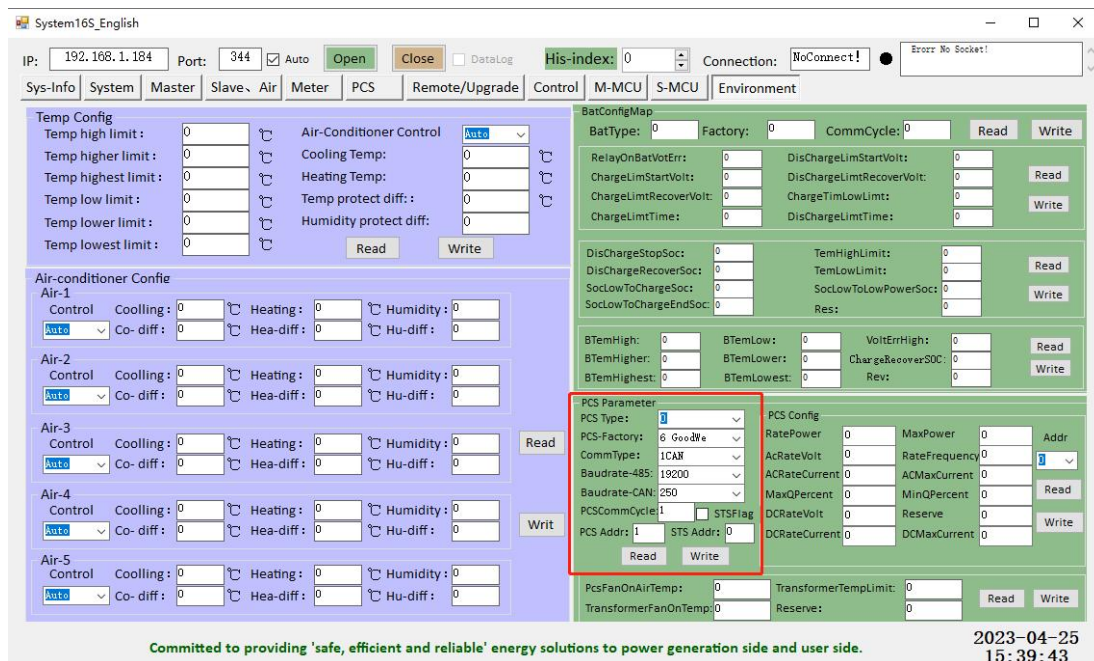 System16S_English
IP: 192.168.1.184 Port: 344 Auto Open Close DataLog His-index: 0 Connection: NoConnect! Erorr No Socket!
Sys-Info System Master Slave、Air Meter PCS Remote/Upgrade Control M-MCU S-MCU Environment
Temp Config
Temp high limit: 0 ℃ Air-Conditioner Control Auto
Temp higher limit: 0 ℃ Cooling Temp: 0 ℃
Temp highest limit: 0 ℃ Heating Temp: 0 ℃
Temp low limit: 0 ℃ Temp protect diff: : 0 ℃
Temp lower limit: 0 ℃ Humidity protect diff: 0
Temp lowest limit: 0 ℃ Read Write
Air-conditioner Config
Air-1
Control Coolling: 0 ℃ Heating: 0 ℃ Humidity: 0
Auto Co- diff: 0 ℃ Hea-diff: 0 ℃ Hu-diff: 0
Air-2
Control Coolling: 0 ℃ Heating: 0 ℃ Humidity: 0
Auto Co- diff: 0 ℃ Hea-diff: 0 ℃ Hu-diff: 0
Air-3
Control Coolling: 0 ℃ Heating: 0 ℃ Humidity: 0 Read
Auto Co- diff: 0 ℃ Hea-diff: 0 ℃ Hu-diff: 0
Air-4
Control Coolling: 0 ℃ Heating: 0 ℃ Humidity: 0
Auto Co- diff: 0 ℃ Hea-diff: 0 ℃ Hu-diff: 0 Writ
Air-5
Control Coolling: 0 ℃ Heating: 0 ℃ Humidity: 0
Auto Co- diff: 0 ℃ Hea-diff: 0 ℃ Hu-diff: 0
BatConfigMap
BatType: 0 Factory: 0 CommCycle: 0 Read Write
RelayOnBatVotErr: 0 DisChargeLimStartVolt: 0
ChargeLimStartVolt: 0 DisChargeLimtRecoverVolt: 0 Read
ChargeLimtRecoverVolt: 0 ChargeTimLowLimt: 0
ChargeLimtTime: 0 DisChargeLimtTime: 0 Write
DisChargeStopSoc: 0 TemHighLimit: 0
DisChargeRecoverSoc: 0 TemLowLimit: 0 Read
SocLowToChargeSoc: 0 SocLowToLowPowerSoc: 0 Write
SocLowToChargeEndSoc: 0 Res: 0
BTemHigh: 0 BTemLow: 0 VoltErrHigh: 0 Read
BTemHigher: 0 BTemLower: 0 ChargeRecoverSOC: 0
BTemHighest: 0 BTemLowest: 0 Rev: 0 Write
PCS Parameter
PCS Type: 0
PCS-Factory: 6 GoodWe
CommType: 1CAN
Baudrate-485: 19200
Baudrate-CAN: 250
PCSCommCycle: 1 STSFlag
PCS Addr: 1 STS Addr: 0
Read Write
PCS Config
RatePower 0 MaxPower 0 Addr
AcRateVolt 0 RateFrequency 0 0
ACRateCurrent 0 ACMaxCurrent 0
MaxQPercent 0 MinQPercent 0 Read
DCRateVolt 0 Reserve 0
DCRateCurrent 0 DCMaxCurrent 0 Write
PcsFanOnAirTemp: 0 TransformerTempLimit: 0
TransformerFanOnTemp: 0 Reserve: 0 Read Write
Committed to providing 'safe, efficient and reliable' energy solutions to power generation side and user side.
2023-04-25
15:39:43